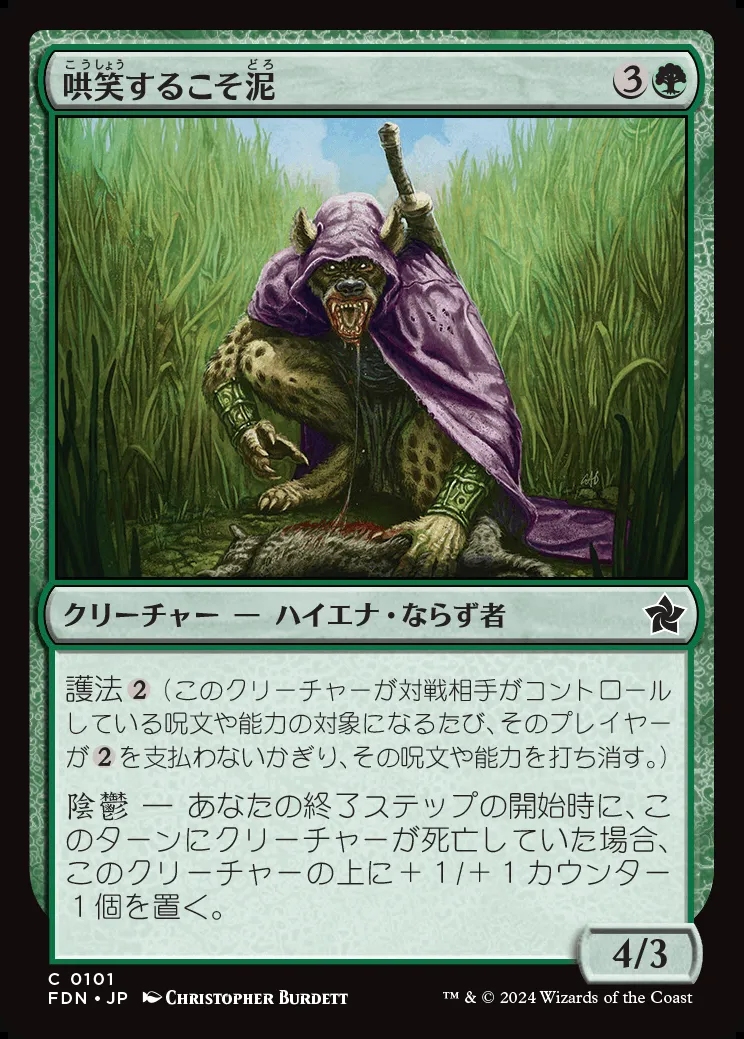 こうしょう どろ
哄笑するこそ泥 3
クリーチャー — ハイエナ・ならず者
護法2（このクリーチャーが対戦相手がコントロール
している呪文や能力の対象になるたび、そのプレイヤー
が2を支払わないかぎり、その呪文や能力を打ち消す。）
陰鬱 — あなたの終了ステップの開始時に、こ
のターンにクリーチャーが死亡していた場合、
このクリーチャーの上に＋１/＋１カウンター
１個を置く。
4/3
C 0101
FDN • JP Christopher Burdett ™ & © 2024 Wizards of the Coast